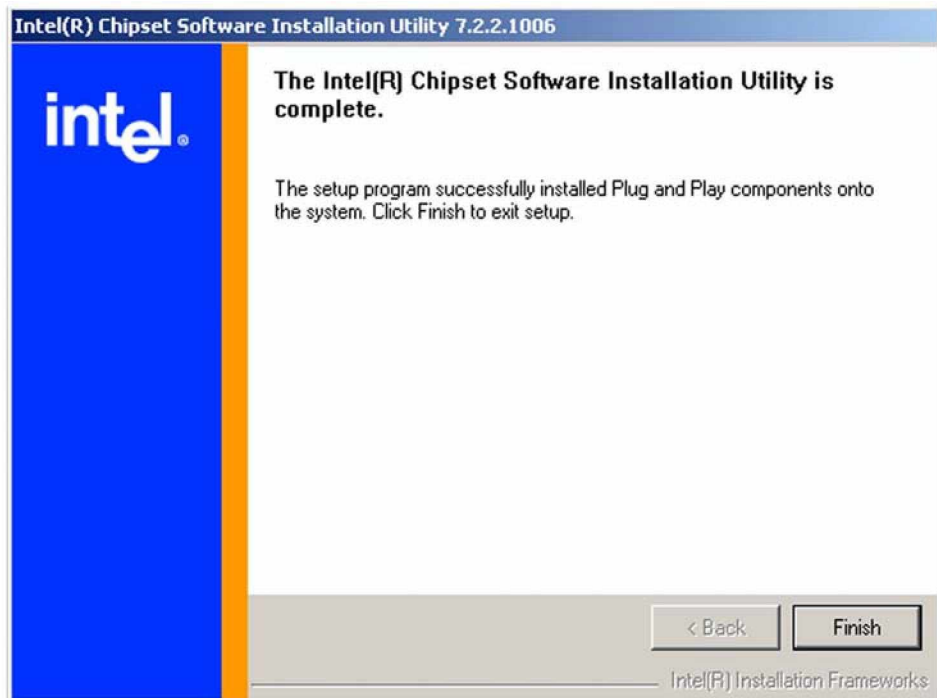 Intel(R) Chipset Software Installation Utility 7.2.2.1006
intel®
The Intel(R) Chipset Software Installation Utility is
complete.
The setup program successfully installed Plug and Play components onto
the system. Click Finish to exit setup.
< Back
Finish
Intel(R) Installation Frameworks